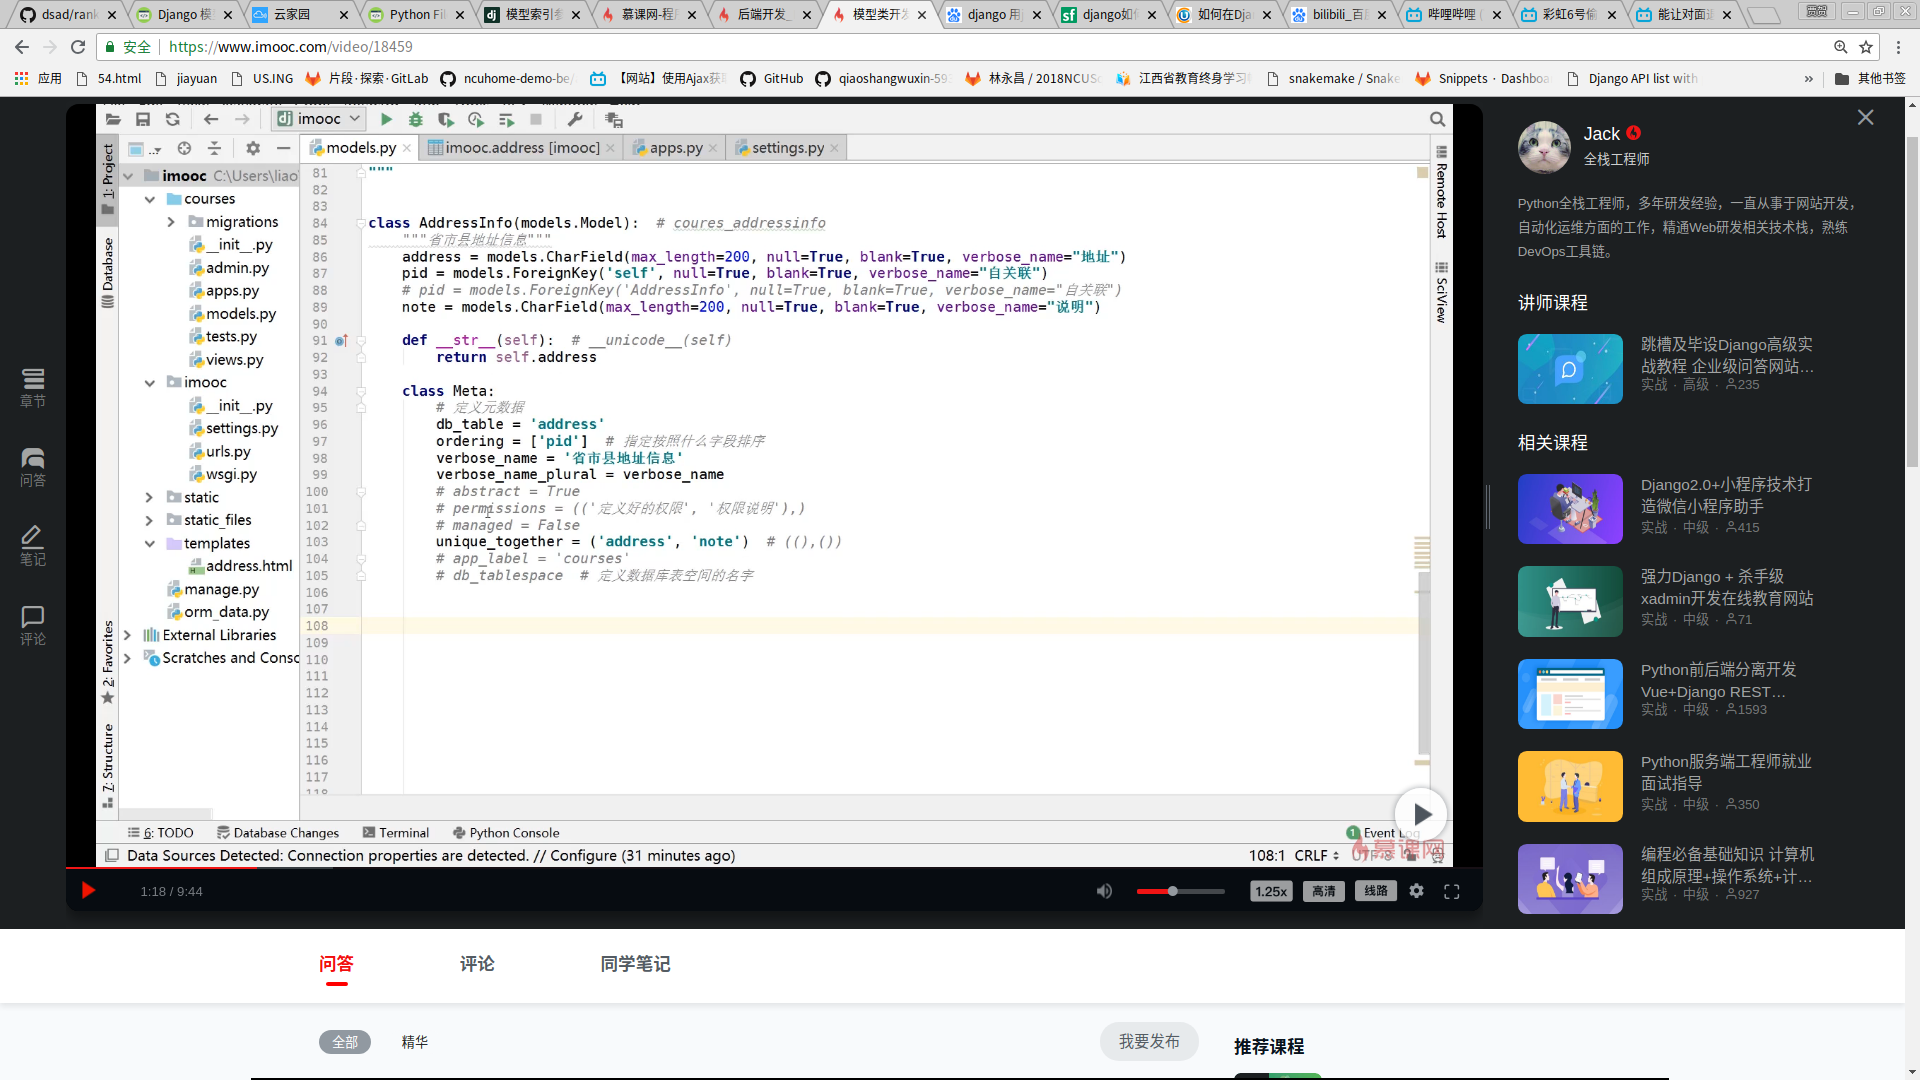 dsad/rank
Django 模
云家园
Python Fi
模型索引参
慕课网-程
后端开发_
模型类开发
django 用
django如
如何在Dja
bilibili_百
哔哩哔哩 (
彩虹6号偷
能让对面
安全
https://www.imooc.com/video/18459
应用
54.html
jiayuan
US.ING
片段·探索·GitLab
ncuhome-demo-be/
【网站】使用Ajax获
GitHub
qiaoshangwuxin-59
林永昌 / 2018NCUS
江西省教育终身学习
snakemake / Snake
Snippets · Dashboa
Django API list with
»
其他书签
imooc
models.py
imooc.address [imooc]
apps.py
settings.py
1: Project
Database
2: Favorites
7: Structure
Remote Host
SciView
imooc C:\Users\liao
courses
migrations
__init__.py
admin.py
apps.py
models.py
tests.py
views.py
imooc
__init__.py
settings.py
urls.py
wsgi.py
static
static_files
templates
address.html
manage.py
orm_data.py
External Libraries
Scratches and Consc
81 """
82
83
84 class AddressInfo(models.Model):  # coures_addressinfo
85     """省市县地址信息"""
86     address = models.CharField(max_length=200, null=True, blank=True, verbose_name="地址")
87     pid = models.ForeignKey('self', null=True, blank=True, verbose_name="自关联")
88     # pid = models.ForeignKey('AddressInfo', null=True, blank=True, verbose_name="自关联")
89     note = models.CharField(max_length=200, null=True, blank=True, verbose_name="说明")
90
91     def __str__(self):  # __unicode__(self)
92         return self.address
93
94     class Meta:
95         # 定义元数据
96         db_table = 'address'
97         ordering = ['pid']  # 指定按照什么字段排序
98         verbose_name = '省市县地址信息'
99         verbose_name_plural = verbose_name
100         # abstract = True
101         # permissions = (('定义好的权限', '权限说明'),)
102         # managed = False
103         unique_together = ('address', 'note')  # ((),())
104         # app_label = 'courses'
105         # db_tablespace  # 定义数据库表空间的名字
106
107
108
109
110
111
112
113
114
115
116
117
118
6: TODO
Database Changes
Terminal
Python Console
1 Event Log
Data Sources Detected: Connection properties are detected. // Configure (31 minutes ago)
108:1 CRLF UTF-8
慕课网
1:18 / 9:44
1.25x
高清
线路
章节
问答
笔记
评论
Jack
全栈工程师
Python全栈工程师，多年研发经验，一直从事于网站开发，
自动化运维方面的工作，精通Web研发相关技术栈，熟练
DevOps工具链。
讲师课程
跳槽及毕设Django高级实
战教程 企业级问答网站...
实战 · 高级 · 235
相关课程
Django2.0+小程序技术打
造微信小程序助手
实战 · 中级 · 415
强力Django + 杀手级
xadmin开发在线教育网站
实战 · 中级 · 71
Python前后端分离开发
Vue+Django REST...
实战 · 中级 · 1593
Python服务端工程师就业
面试指导
实战 · 中级 · 350
编程必备基础知识 计算机
组成原理+操作系统+计...
实战 · 中级 · 927
问答
评论
同学笔记
全部
精华
我要发布
推荐课程